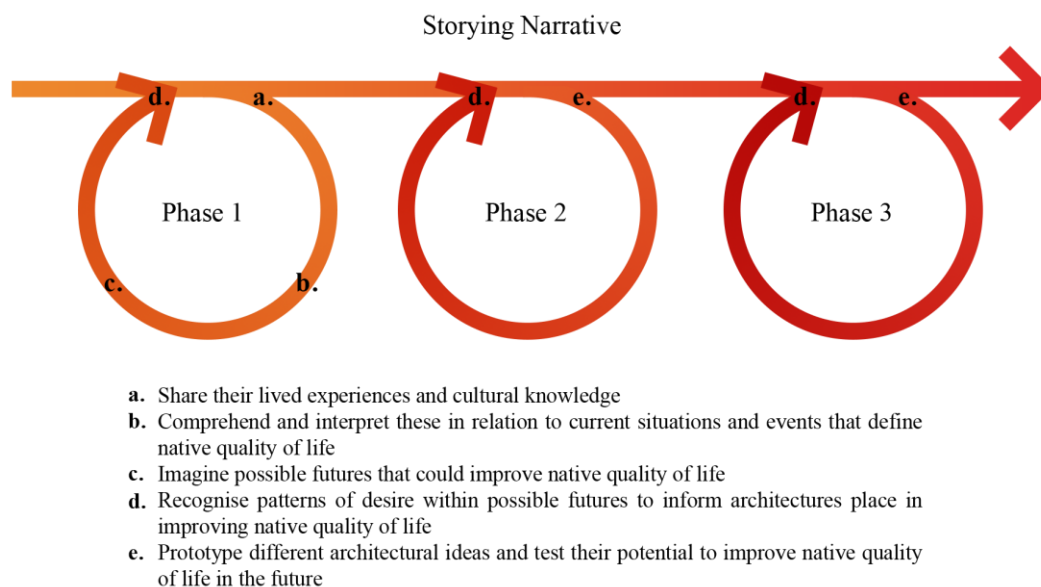 Storying Narrative
d. a. d. e. d. e.
Phase 1 Phase 2 Phase 3
c. b.
a. Share their lived experiences and cultural knowledge
b. Comprehend and interpret these in relation to current situations and events that define
native quality of life
c. Imagine possible futures that could improve native quality of life
d. Recognise patterns of desire within possible futures to inform architectures place in
improving native quality of life
e. Prototype different architectural ideas and test their potential to improve native quality
of life in the future